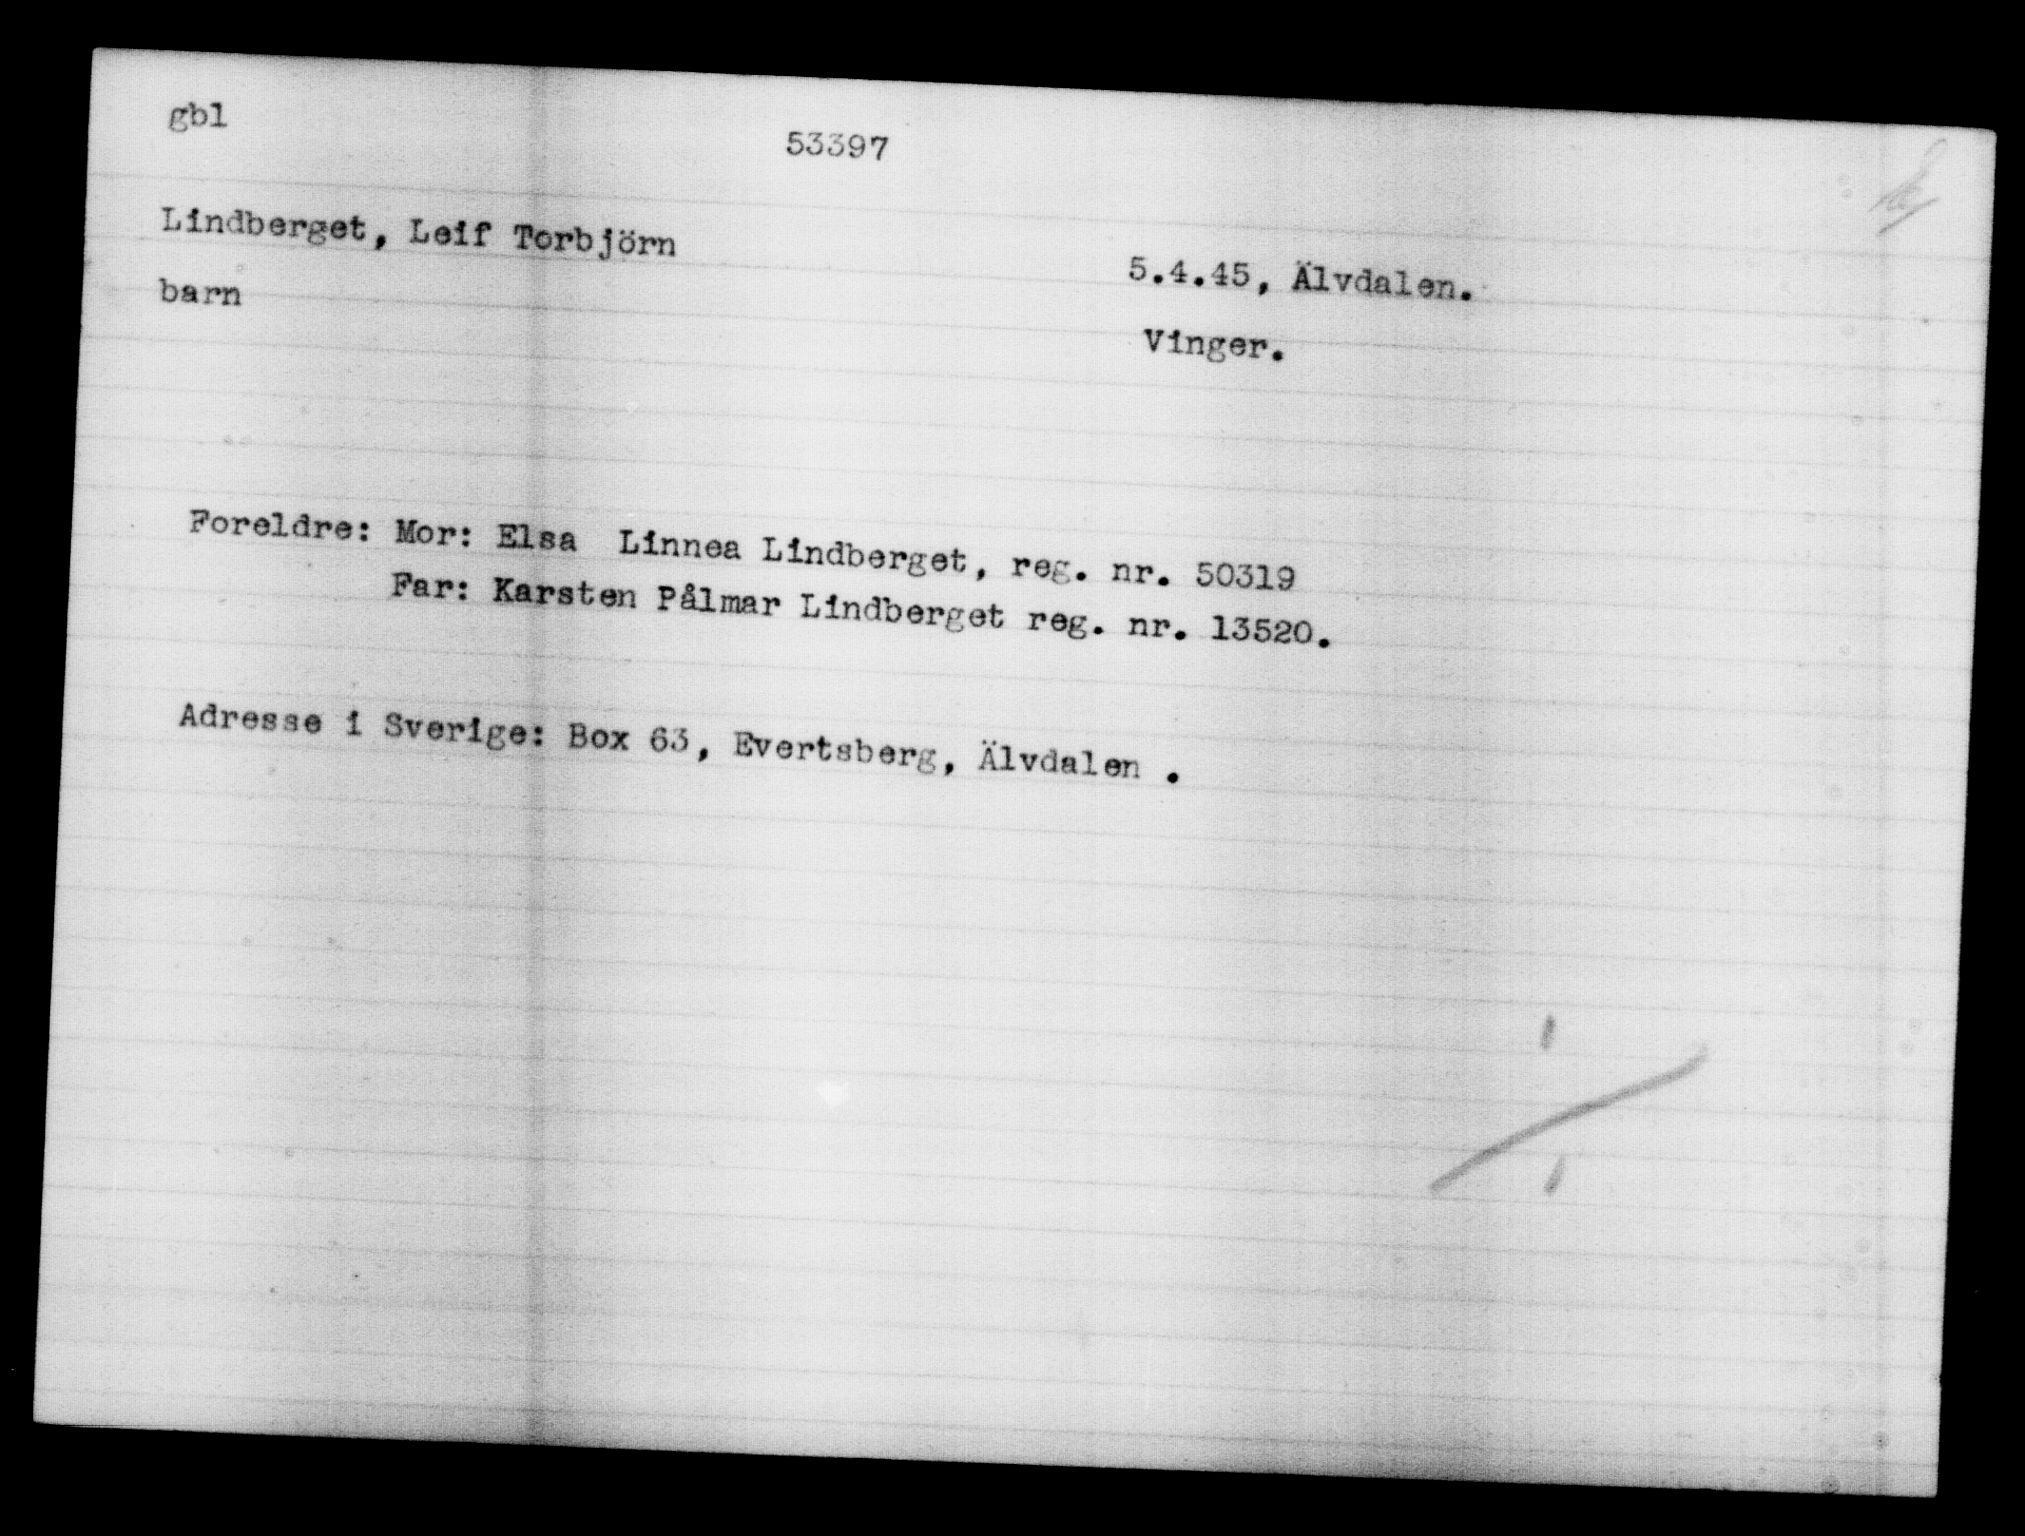 gbl
53397
Lindberget, Leif Torbjörn
5.4.45, Älvdalen.
barn
Vinger.
Foreldre: Mor: Elsa Linnea Lindberget, reg. nr. 50319
Far: Karsten Pålmar Lindberget reg. nr. 13520.
Adresse i Sverige: Box 63, Evertsberg, Älvdalen .